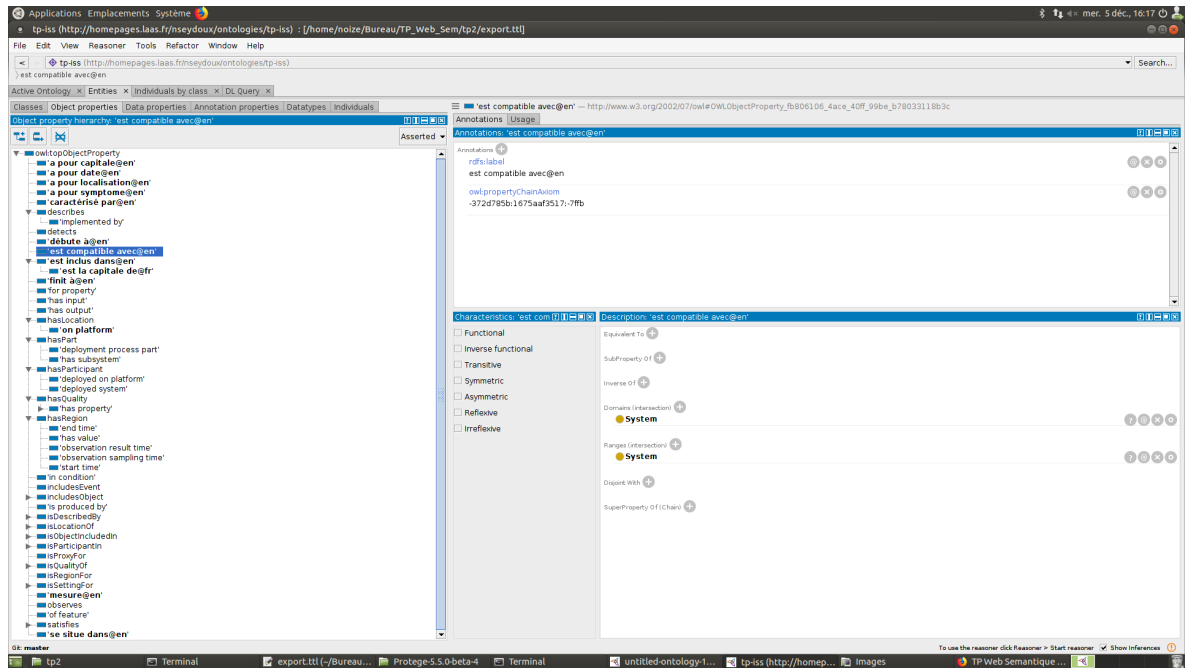 Applications Emplacements Système
mer. 5 déc., 16:17
tp-iss (http://homepages.laas.fr/nseydoux/ontologies/tp-iss) : [/home/noize/Bureau/TP_Web_Sem/tp2/export.ttl]
File Edit View Reasoner Tools Refactor Window Help
< tp-iss (http://homepages.laas.fr/nseydoux/ontologies/tp-iss) Search...
est compatible avec@en
Active Ontology × Entities × Individuals by class × DL Query ×
Classes Object properties Data properties Annotation properties Datatypes Individuals
Object property hierarchy: 'est compatible avec@en'
Asserted
owl:topObjectProperty
'a pour capitale@en'
'a pour date@en'
'a pour localisation@en'
'a pour symptome@en'
'caractérisé par@en'
describes
'implemented by'
detects
'débute à@en'
'est compatible avec@en'
'est inclus dans@en'
'est la capitale de@fr'
'finit à@en'
'for property'
'has input'
'has output'
hasLocation
'on platform'
hasPart
'deployment process part'
'has subsystem'
hasParticipant
'deployed on platform'
'deployed system'
hasQuality
'has property'
hasRegion
'end time'
'has value'
'observation result time'
'observation sampling time'
'start time'
'in condition'
includesEvent
includesObject
'is produced by'
isDescribedBy
isLocationOf
isObjectIncludedIn
isParticipantIn
isProxyFor
isQualityOf
isRegionFor
isSettingFor
'mesure@en'
observes
'of feature'
satisfies
'se situe dans@en'
'est compatible avec@en' — http://www.w3.org/2002/07/owl#OWLObjectProperty_fb806106_4ace_40ff_99be_b78033118b3c
Annotations Usage
Annotations: 'est compatible avec@en'
Annotations
rdfs:label
est compatible avec@en
owl:propertyChainAxiom
-372d785b:1675aaf3517:-7ffb
Characteristics: 'est com
Functional
Inverse functional
Transitive
Symmetric
Asymmetric
Reflexive
Irreflexive
Description: 'est compatible avec@en'
Equivalent To
SubProperty Of
Inverse Of
Domains (intersection)
System
Ranges (intersection)
System
Disjoint With
SuperProperty Of (Chain)
Git: master
To use the reasoner click Reasoner > Start reasoner Show Inferences
tp2 Terminal export.ttl (~/Bureau... Protege-5.5.0-beta-4 Terminal untitled-ontology-1... tp-iss (http://homep... Images TP Web Semantique ...